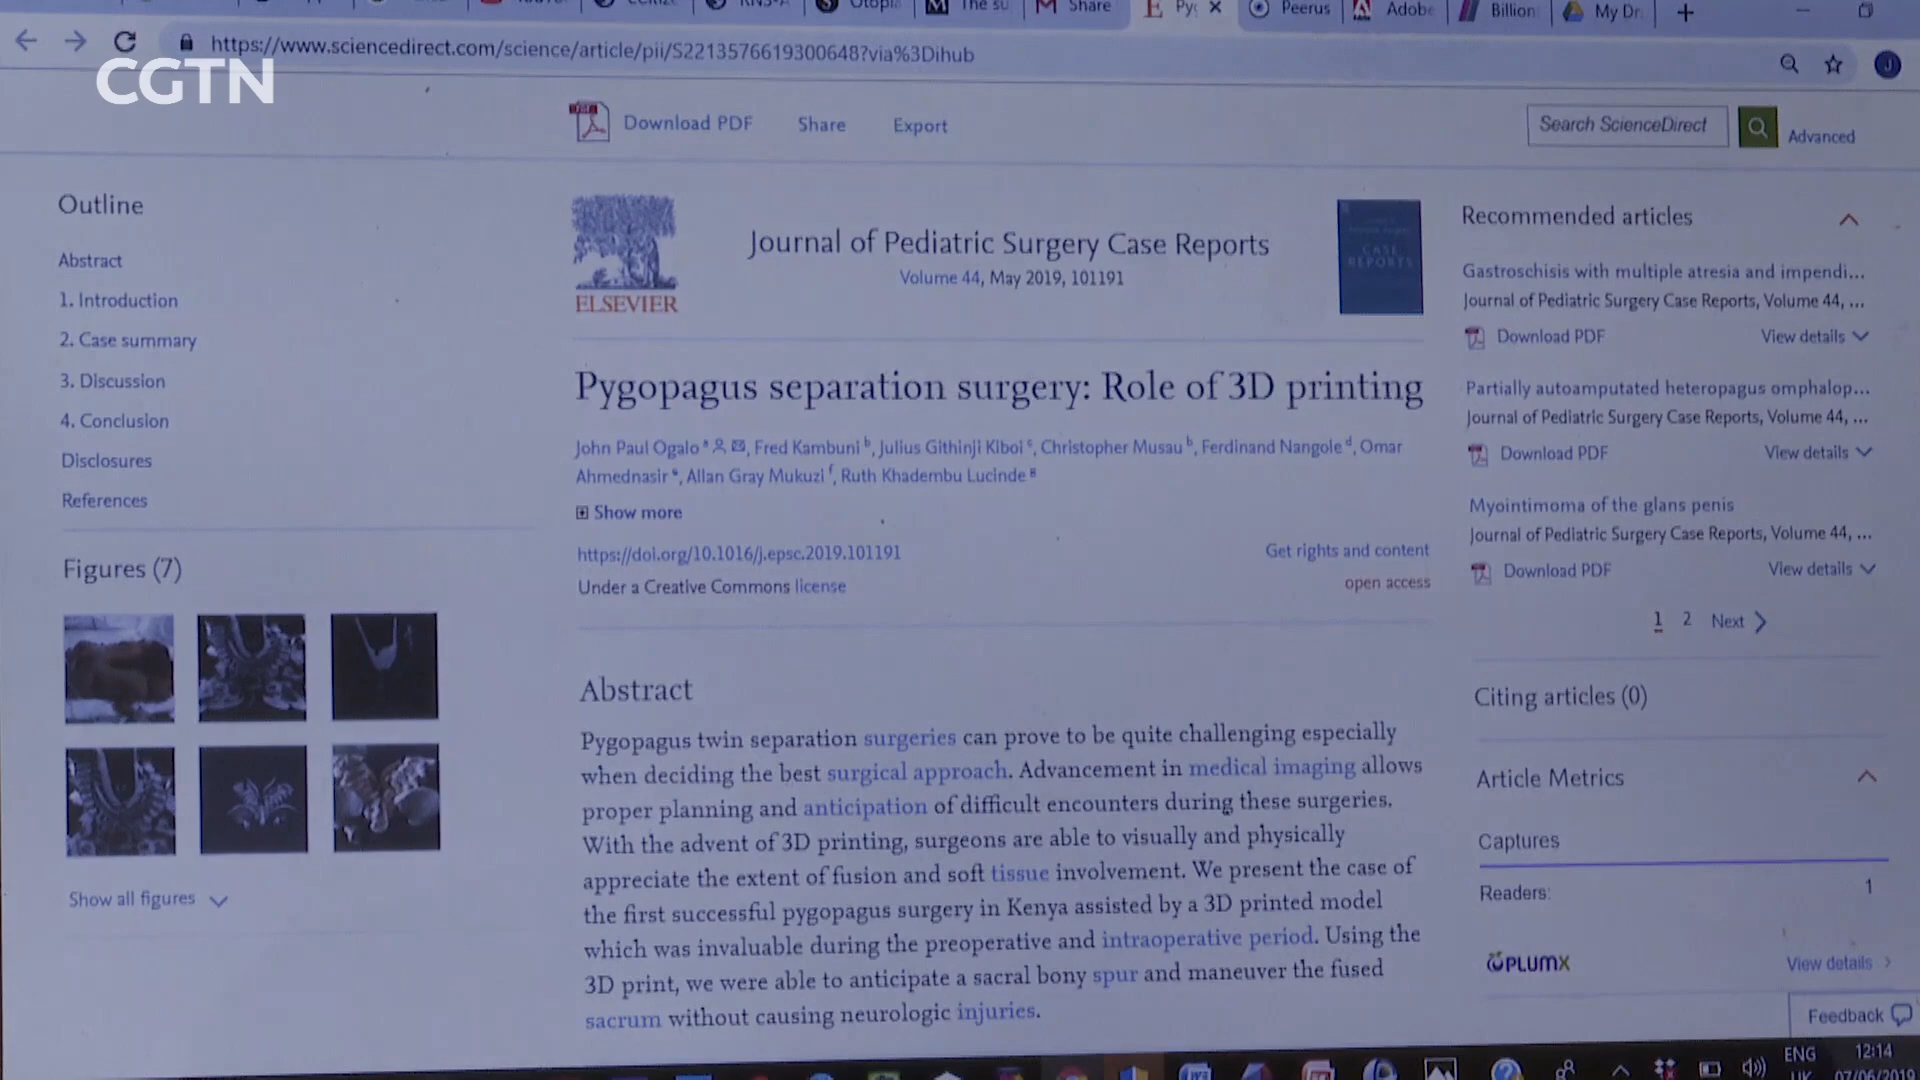 Share
Peerus
Adobe
Billion
My Dr
https://www.sciencedirect.com/science/article/pii/S2213576619300648?via%3Dihub
CGTN
Download PDF
Share
Export
Search ScienceDirect
Advanced
Outline
Abstract
1. Introduction
2. Case summary
3. Discussion
4. Conclusion
Disclosures
References
Figures (7)
Show all figures
ELSEVIER
Journal of Pediatric Surgery Case Reports
Volume 44, May 2019, 101191
CASE
REPORTS
Pygopagus separation surgery: Role of 3D printing
John Paul Ogalo a, Fred Kambuni b, Julius Githinji Kiboi c, Christopher Musau b, Ferdinand Nangole d, Omar
Ahmednasir e, Allan Gray Mukuzi f, Ruth Khadembu Lucinde g
Show more
https://doi.org/10.1016/j.epsc.2019.101191
Get rights and content
Under a Creative Commons license
open access
Abstract
Pygopagus twin separation surgeries can prove to be quite challenging especially
when deciding the best surgical approach. Advancement in medical imaging allows
proper planning and anticipation of difficult encounters during these surgeries.
With the advent of 3D printing, surgeons are able to visually and physically
appreciate the extent of fusion and soft tissue involvement. We present the case of
the first successful pygopagus surgery in Kenya assisted by a 3D printed model
which was invaluable during the preoperative and intraoperative period. Using the
3D print, we were able to anticipate a sacral bony spur and maneuver the fused
sacrum without causing neurologic injuries.
Recommended articles
Gastroschisis with multiple atresia and impendi...
Journal of Pediatric Surgery Case Reports, Volume 44, ...
Download PDF
View details
Partially autoamputated heteropagus omphalop...
Journal of Pediatric Surgery Case Reports, Volume 44, ...
Download PDF
View details
Myointimoma of the glans penis
Journal of Pediatric Surgery Case Reports, Volume 44, ...
Download PDF
View details
1 2 Next
Citing articles (0)
Article Metrics
Captures
Readers: 1
PLUMX
View details
Feedback
ENG
12:14
07/06/2019